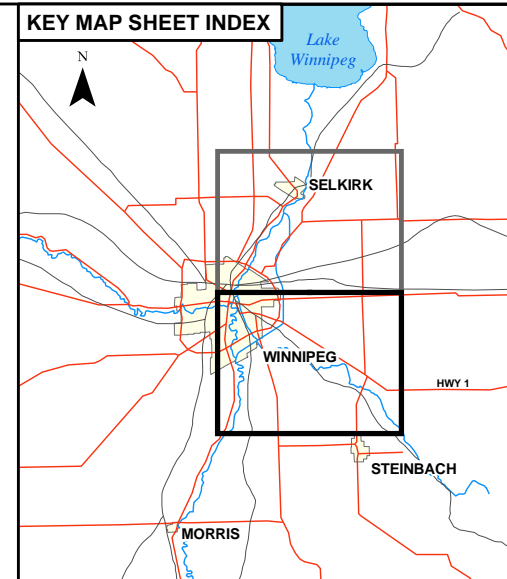 KEY MAP SHEET INDEX
Lake
Winnipeg
N
SELKIRK
WINNIPEG
HWY 1
STEINBACH
MORRIS